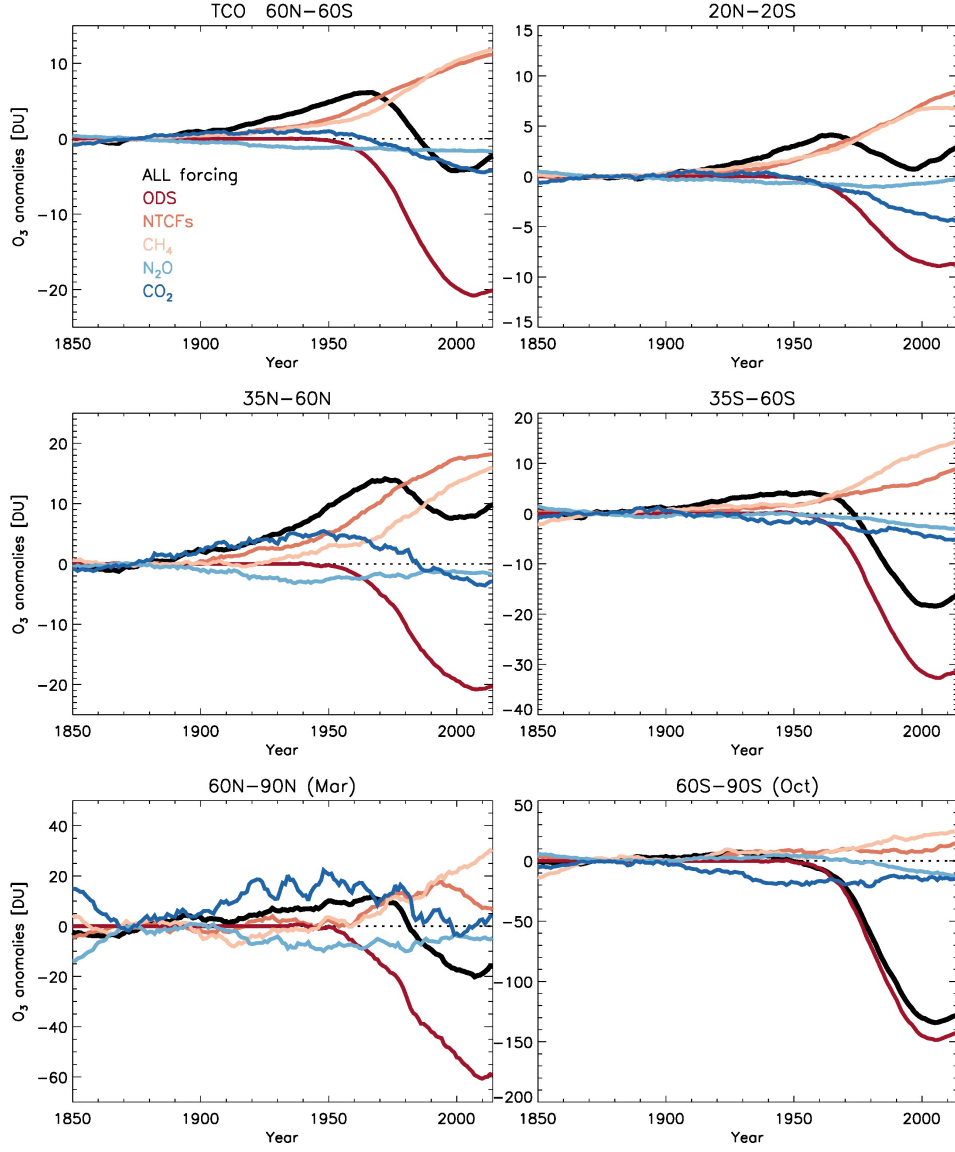 TCO 60N−60S
20N−20S
10
0
−10
−20
O₃ anomalies [DU]
ALL forcing
ODS
NTCFs
CH₄
N₂O
CO₂
1850 1900 1950 2000
Year
15
10
5
0
−5
−10
−15
1850 1900 1950 2000
Year
35N−60N
35S−60S
20
10
0
−10
−20
O₃ anomalies [DU]
1850 1900 1950 2000
Year
20
10
0
−10
−20
−30
−40
1850 1900 1950 2000
Year
60N−90N (Mar)
60S−90S (Oct)
40
20
0
−20
−40
−60
O₃ anomalies [DU]
1850 1900 1950 2000
Year
50
0
−50
−100
−150
−200
1850 1900 1950 2000
Year